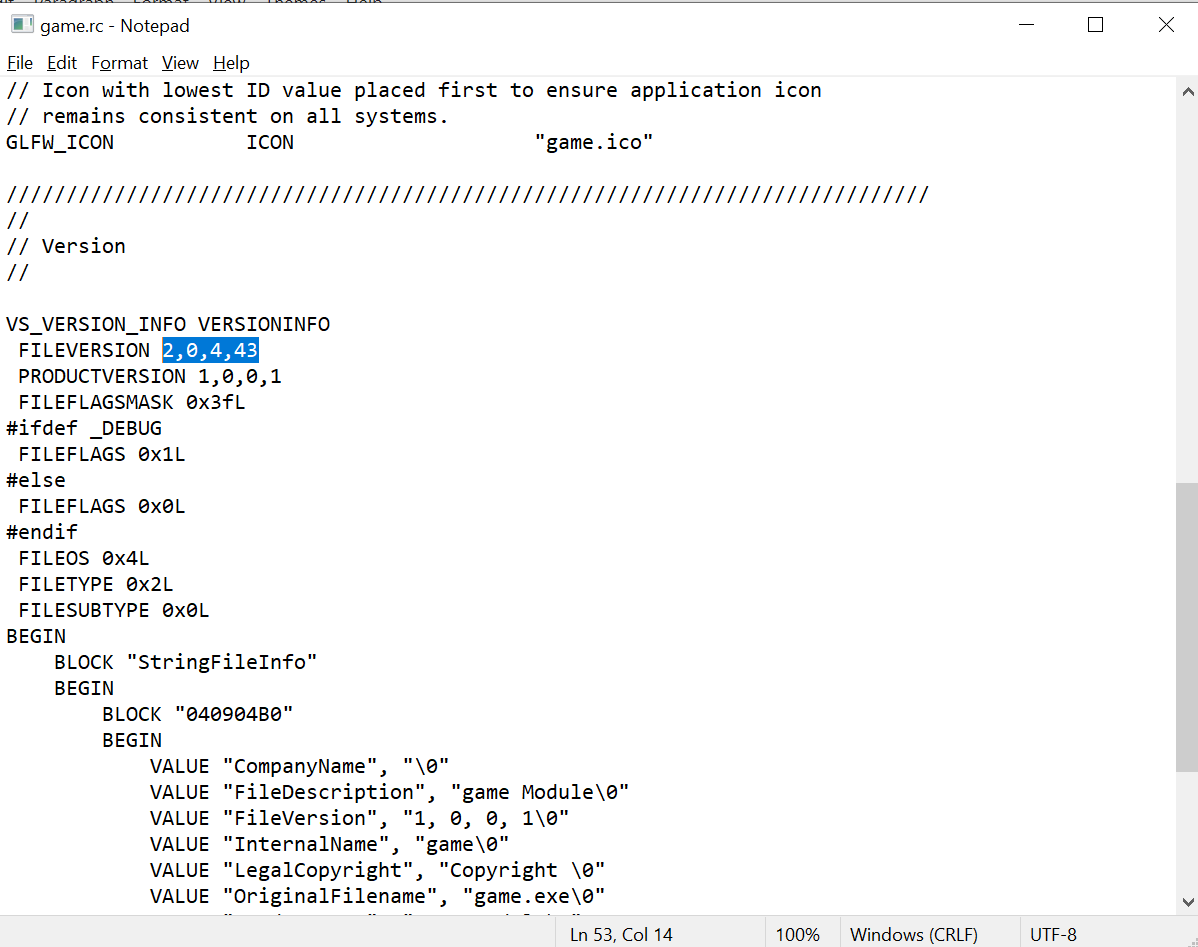 Paragraph Format View Themes Help
game.rc - Notepad
File Edit Format View Help
// Icon with lowest ID value placed first to ensure application icon
// remains consistent on all systems.
GLFW_ICON ICON "game.ico"
/////////////////////////////////////////////////////////////////////////////
//
// Version
//
VS_VERSION_INFO VERSIONINFO
FILEVERSION 2,0,4,43
PRODUCTVERSION 1,0,0,1
FILEFLAGSMASK 0x3fL
#ifdef _DEBUG
FILEFLAGS 0x1L
#else
FILEFLAGS 0x0L
#endif
FILEOS 0x4L
FILETYPE 0x2L
FILESUBTYPE 0x0L
BEGIN
BLOCK "StringFileInfo"
BEGIN
BLOCK "040904B0"
BEGIN
VALUE "CompanyName", "\0"
VALUE "FileDescription", "game Module\0"
VALUE "FileVersion", "1, 0, 0, 1\0"
VALUE "InternalName", "game\0"
VALUE "LegalCopyright", "Copyright \0"
VALUE "OriginalFilename", "game.exe\0"
Ln 53, Col 14 100% Windows (CRLF) UTF-8